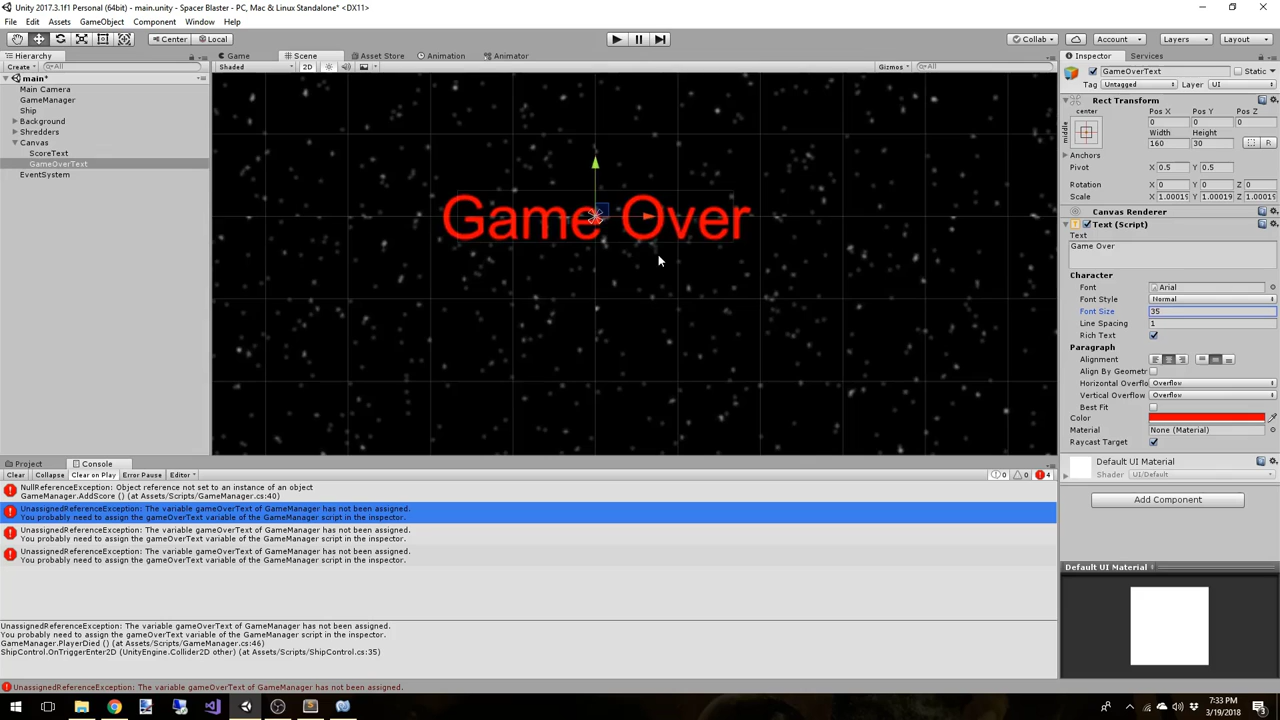 Unity 2017.3.1f1 Personal (64bit) - main.unity - Spacer Blaster - PC, Mac & Linux Standalone* <DX11>
File Edit Assets GameObject Component Window Help
Center Local Collab Account Layers Layout
Hierarchy Game Scene Asset Store Animation Animator Inspector Services
Create All Shaded 2D Gizmos All
GameOverText Static
Tag Untagged Layer UI
main*
Main Camera
GameManager
Ship
Background
Shredders
Canvas
ScoreText
GameOverText
EventSystem
Game Over
Rect Transform
center Pos X Pos Y Pos Z
middle 0 0 0
Width Height
160 30 R
Anchors
Pivot X 0.5 Y 0.5
Rotation X 0 Y 0 Z 0
Scale X 1.00019 Y 1.00019 Z 1.00019
Canvas Renderer
Text (Script)
Text
Game Over
Character
Font Arial
Font Style Normal
Font Size 35
Line Spacing 1
Rich Text
Paragraph
Alignment
Align By Geometr
Horizontal Overflo Overflow
Vertical Overflow Overflow
Best Fit
Color
Material None (Material)
Raycast Target
Default UI Material
Shader UI/Default
Add Component
Default UI Material
Project Console
Clear Collapse Clear on Play Error Pause Editor 0 0 4
NullReferenceException: Object reference not set to an instance of an object
GameManager.AddScore () (at Assets/Scripts/GameManager.cs:40)
UnassignedReferenceException: The variable gameOverText of GameManager has not been assigned.
You probably need to assign the gameOverText variable of the GameManager script in the inspector.
UnassignedReferenceException: The variable gameOverText of GameManager has not been assigned.
You probably need to assign the gameOverText variable of the GameManager script in the inspector.
UnassignedReferenceException: The variable gameOverText of GameManager has not been assigned.
You probably need to assign the gameOverText variable of the GameManager script in the inspector.
UnassignedReferenceException: The variable gameOverText of GameManager has not been assigned.
You probably need to assign the gameOverText variable of the GameManager script in the inspector.
GameManager.PlayerDied () (at Assets/Scripts/GameManager.cs:46)
ShipControl.OnTriggerEnter2D (UnityEngine.Collider2D other) (at Assets/Scripts/ShipControl.cs:35)
UnassignedReferenceException: The variable gameOverText of GameManager has not been assigned.
7:33 PM
3/19/2018